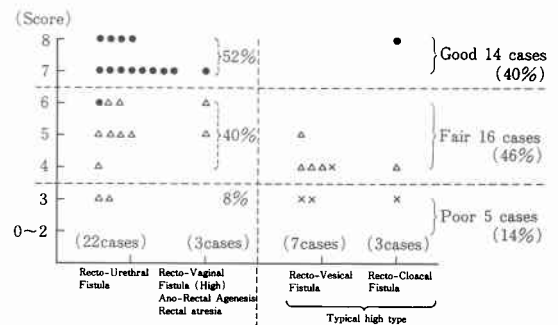 (Score)
8
7
6
5
4
3
0~2
52%
40%
8%
Good 14 cases
(40%)
Fair 16 cases
(46%)
Poor 5 cases
(14%)
(22cases)
(3cases)
(7cases)
(3cases)
Recto-Urethral
Fistula
Recto-Vaginal
Fistula (High)
Ano-Rectal Agenesis
Rectal atresia
Recto-Vesical
Fistula
Recto-Cloacal
Fistula
Typical high type